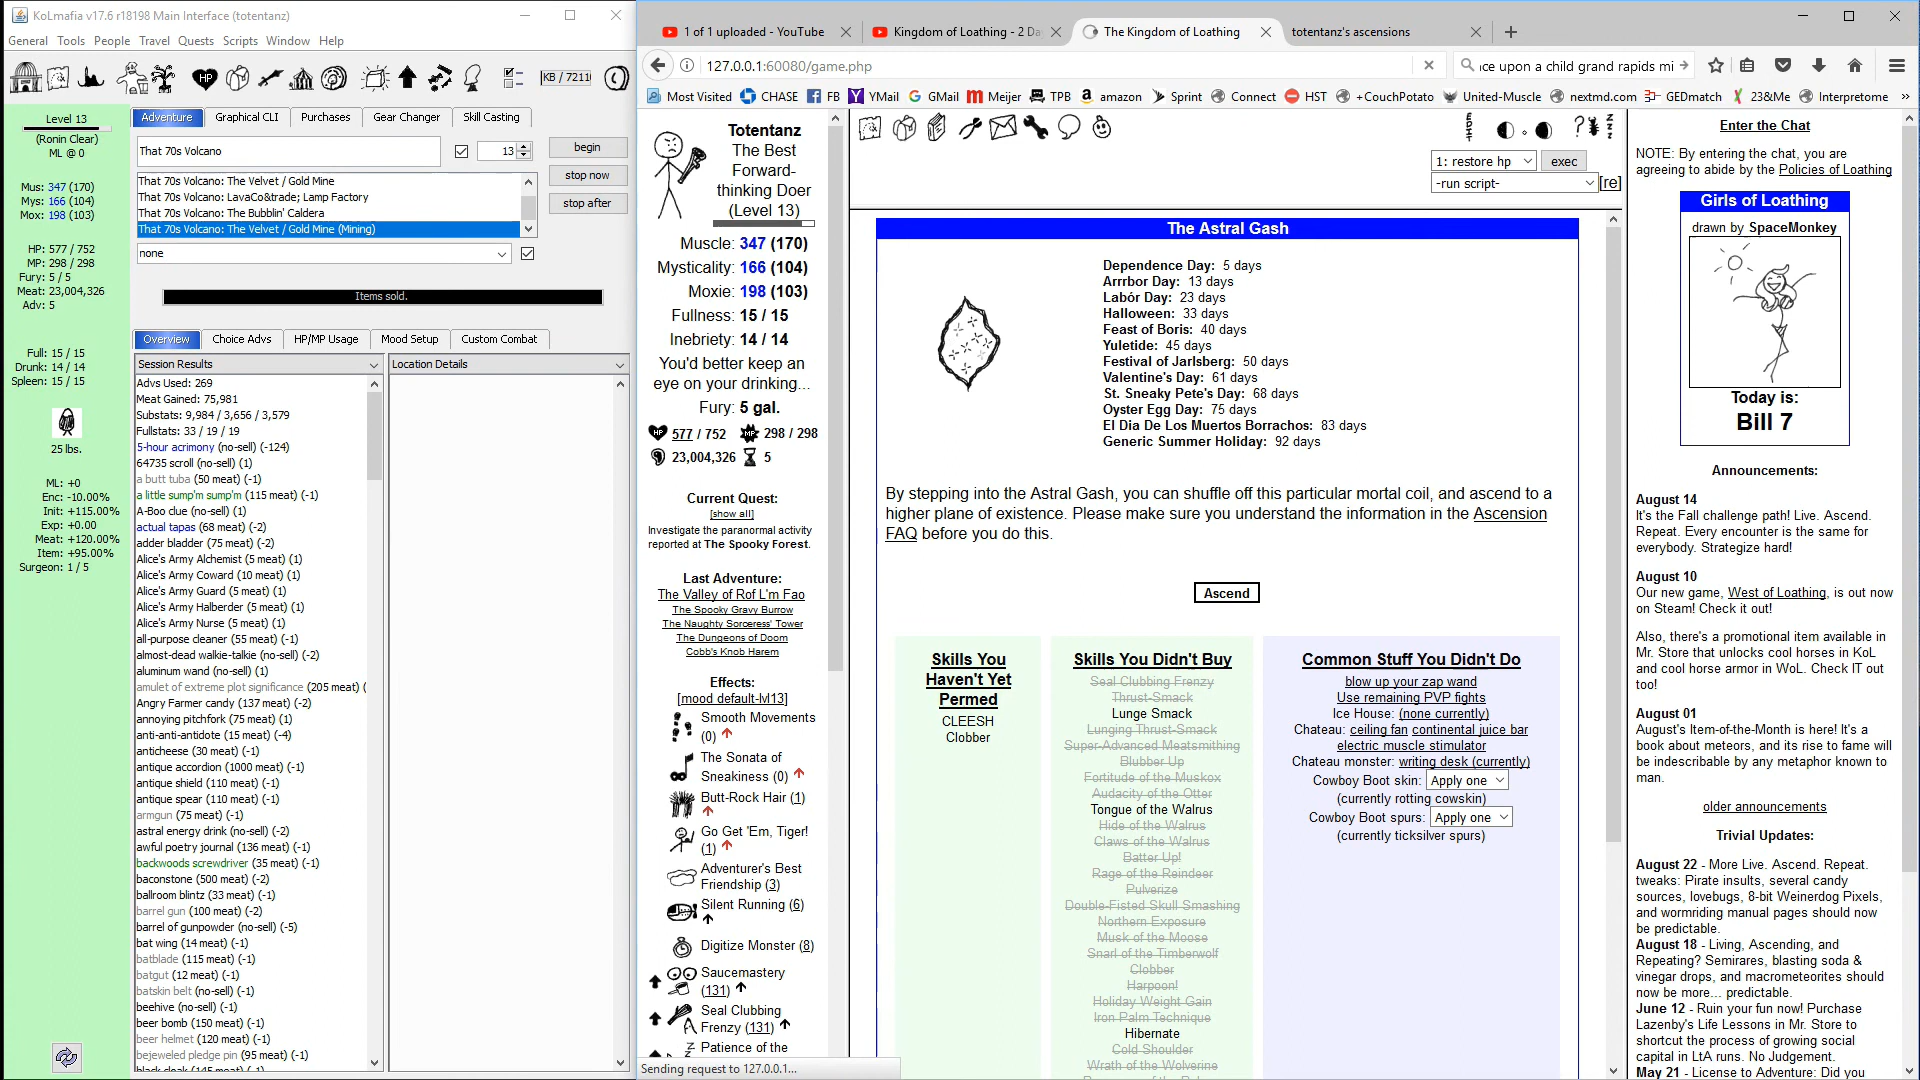 KoLmafia v17.6 r18198 Main Interface (totentanz)
General Tools People Travel Quests Scripts Window Help
KB / 7211
Level 13
(Ronin Clear)
ML @ 0
Mus: 347 (170)
Mys: 166 (104)
Mox: 198 (103)
HP: 577 / 752
MP: 298 / 298
Fury: 5 / 5
Meat: 23,004,326
Adv: 5
Full: 15 / 15
Drunk: 14 / 14
Spleen: 15 / 15
25 lbs.
ML: +0
Enc: -10.00%
Init: +115.00%
Exp: +0.00
Meat: +120.00%
Item: +95.00%
Surgeon: 1 / 5
Adventure Graphical CLI Purchases Gear Changer Skill Casting
That 70s Volcano
13
begin
stop now
stop after
That 70s Volcano: The Velvet / Gold Mine
That 70s Volcano: LavaCo&trade; Lamp Factory
That 70s Volcano: The Bubblin' Caldera
That 70s Volcano: The Velvet / Gold Mine (Mining)
none
Items sold.
Overview Choice Advs HP/MP Usage Mood Setup Custom Combat
Session Results
Location Details
Advs Used: 269
Meat Gained: 75,981
Substats: 9,984 / 3,656 / 3,579
Fullstats: 33 / 19 / 19
5-hour acrimony (no-sell) (-124)
64735 scroll (no-sell) (1)
a butt tuba (50 meat) (-1)
a little sump'm sump'm (115 meat) (-1)
A-Boo clue (no-sell) (1)
actual tapas (68 meat) (-2)
adder bladder (75 meat) (-2)
Alice's Army Alchemist (5 meat) (1)
Alice's Army Coward (10 meat) (1)
Alice's Army Guard (5 meat) (1)
Alice's Army Halberder (5 meat) (1)
Alice's Army Nurse (5 meat) (1)
all-purpose cleaner (55 meat) (-1)
almost-dead walkie-talkie (no-sell) (-2)
aluminum wand (no-sell) (1)
amulet of extreme plot significance (205 meat) (
Angry Farmer candy (137 meat) (-2)
annoying pitchfork (75 meat) (1)
anti-anti-antidote (15 meat) (-4)
anticheese (30 meat) (-1)
antique accordion (1000 meat) (-1)
antique shield (110 meat) (-1)
antique spear (110 meat) (-1)
armgun (75 meat) (-1)
astral energy drink (no-sell) (-2)
awful poetry journal (136 meat) (-1)
backwoods screwdriver (35 meat) (-1)
baconstone (500 meat) (-2)
ballroom blintz (33 meat) (-1)
barrel gun (100 meat) (-2)
barrel of gunpowder (no-sell) (-5)
bat wing (14 meat) (-1)
batblade (115 meat) (-1)
batgut (12 meat) (-1)
batskin belt (no-sell) (-1)
beehive (no-sell) (-1)
beer bomb (150 meat) (-1)
beer helmet (120 meat) (-1)
bejeweled pledge pin (95 meat) (-1)
black cloak (145 meat) (-1)
1 of 1 uploaded - YouTube
Kingdom of Loathing - 2 Da
The Kingdom of Loathing
totentanz's ascensions
127.0.0.1:60080/game.php
ice upon a child grand rapids mi
Most Visited CHASE FB YMail GMail Meijer TPB amazon Sprint Connect HST +CouchPotato United-Muscle nextmd.com GEDmatch 23&Me Interpretome
Totentanz
The Best
Forward-
thinking Doer
(Level 13)
Muscle: 347 (170)
Mysticality: 166 (104)
Moxie: 198 (103)
Fullness: 15 / 15
Inebriety: 14 / 14
You'd better keep an
eye on your drinking...
Fury: 5 gal.
HP 577 / 752 MP 298 / 298
23,004,326 5
Current Quest:
[show all]
Investigate the paranormal activity
reported at The Spooky Forest.
Last Adventure:
The Valley of Rof L'm Fao
The Spooky Gravy Burrow
The Naughty Sorceress' Tower
The Dungeons of Doom
Cobb's Knob Harem
Effects:
[mood default-lvl13]
Smooth Movements
(0)
The Sonata of
Sneakiness (0)
Butt-Rock Hair (1)
Go Get 'Em, Tiger!
(1)
Adventurer's Best
Friendship (3)
Silent Running (6)
Digitize Monster (8)
Saucemastery
(131)
Seal Clubbing
Frenzy (131)
Patience of the
Sending request to 127.0.0.1...
EDIT
1: restore hp
exec
-run script-
[re]
The Astral Gash
Dependence Day: 5 days
Arrrbor Day: 13 days
Labór Day: 23 days
Halloween: 33 days
Feast of Boris: 40 days
Yuletide: 45 days
Festival of Jarlsberg: 50 days
Valentine's Day: 61 days
St. Sneaky Pete's Day: 68 days
Oyster Egg Day: 75 days
El Dia De Los Muertos Borrachos: 83 days
Generic Summer Holiday: 92 days
By stepping into the Astral Gash, you can shuffle off this particular mortal coil, and ascend to a
higher plane of existence. Please make sure you understand the information in the Ascension
FAQ before you do this.
Ascend
Skills You
Haven't Yet
Permed
CLEESH
Clobber
Skills You Didn't Buy
Seal Clubbing Frenzy
Thrust-Smack
Lunge Smack
Lunging Thrust-Smack
Super-Advanced Meatsmithing
Blubber Up
Fortitude of the Muskox
Audacity of the Otter
Tongue of the Walrus
Hide of the Walrus
Claws of the Walrus
Batter Up!
Rage of the Reindeer
Pulverize
Double-Fisted Skull Smashing
Northern Exposure
Musk of the Moose
Snarl of the Timberwolf
Clobber
Harpoon!
Holiday Weight Gain
Iron Palm Technique
Hibernate
Cold Shoulder
Wrath of the Wolverine
Common Stuff You Didn't Do
blow up your zap wand
Use remaining PVP fights
Ice House: (none currently)
Chateau: ceiling fan continental juice bar
electric muscle stimulator
Chateau monster: writing desk (currently)
Cowboy Boot skin: Apply one
(currently rotting cowskin)
Cowboy Boot spurs: Apply one
(currently ticksilver spurs)
Enter the Chat
NOTE: By entering the chat, you are
agreeing to abide by the Policies of Loathing
Girls of Loathing
drawn by SpaceMonkey
Today is:
Bill 7
Announcements:
August 14
It's the Fall challenge path! Live. Ascend.
Repeat. Every encounter is the same for
everybody. Strategize hard!
August 10
Our new game, West of Loathing, is out now
on Steam! Check it out!
Also, there's a promotional item available in
Mr. Store that unlocks cool horses in KoL
and cool horse armor in WoL. Check IT out
too!
August 01
August's Item-of-the-Month is here! It's a
book about meteors, and its rise to fame will
be indescribable by any metaphor known to
man.
older announcements
Trivial Updates:
August 22 - More Live. Ascend. Repeat.
tweaks: Pirate insults, several candy
sources, lovebugs, 8-bit Weinerdog Pixels,
and wormriding manual pages should now
be predictable.
August 18 - Living, Ascending, and
Repeating? Semirares, blasting soda &
vinegar drops, and macrometeorites should
now be more... predictable.
June 12 - Ruin your fun now! Purchase
Lazenby's Life Lessons in Mr. Store to
shortcut the process of growing social
capital in LtA runs. No Judgement.
May 21 - License to Adventure: Did you